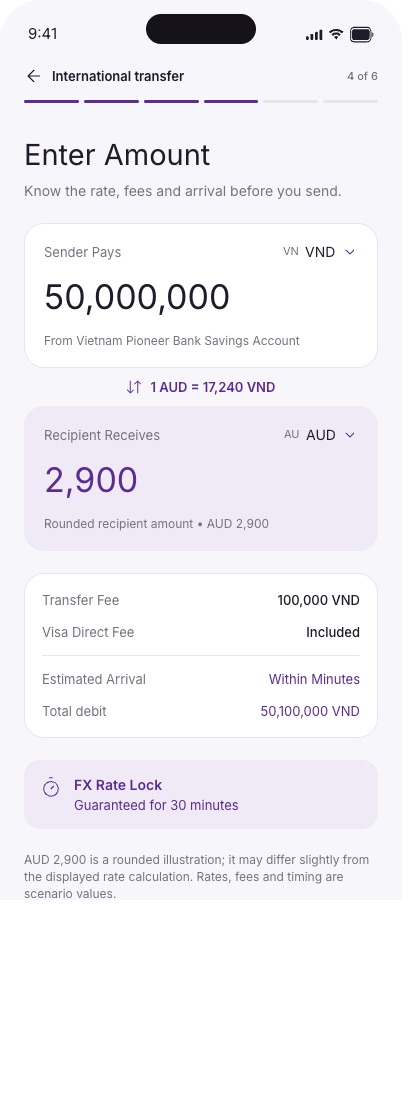 9:41
International transfer
4 of 6
Enter Amount
Know the rate, fees and arrival before you send.
Sender Pays
VN VND
50,000,000
From Vietnam Pioneer Bank Savings Account
1 AUD = 17,240 VND
Recipient Receives
AU AUD
2,900
Rounded recipient amount • AUD 2,900
Transfer Fee
100,000 VND
Visa Direct Fee
Included
Estimated Arrival
Within Minutes
Total debit
50,100,000 VND
FX Rate Lock
Guaranteed for 30 minutes
AUD 2,900 is a rounded illustration; it may differ slightly from
the displayed rate calculation. Rates, fees and timing are
scenario values.